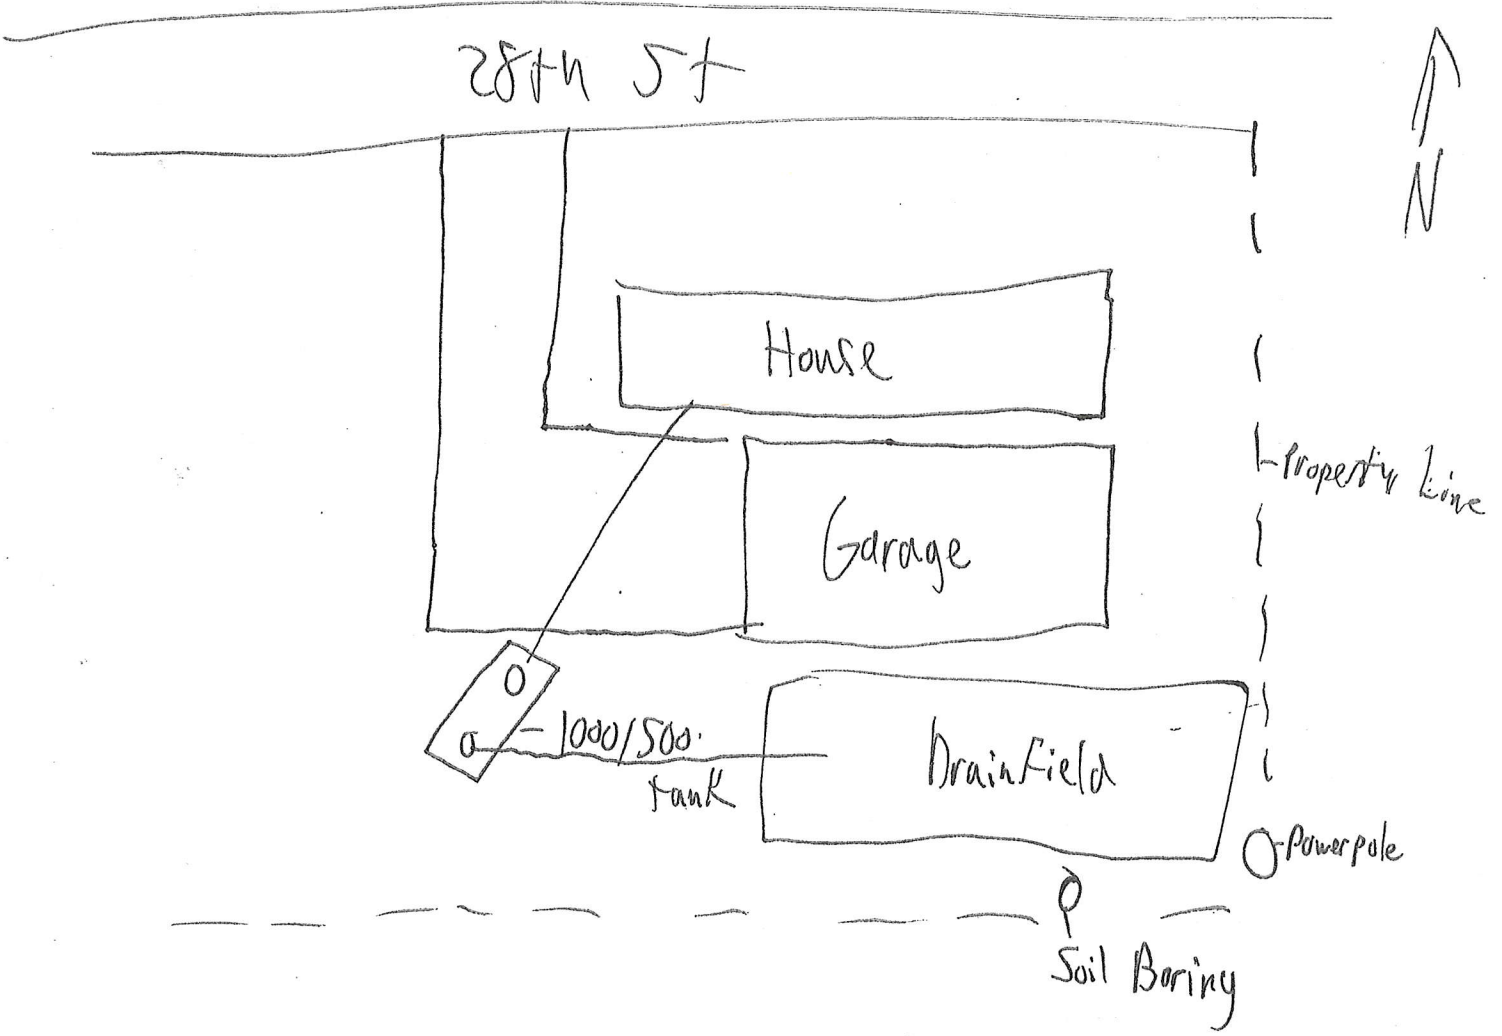 28th St
N
House
-Property Line
Garage
-1000/500
tank
Drainfield
-Powerpole
Soil Boring